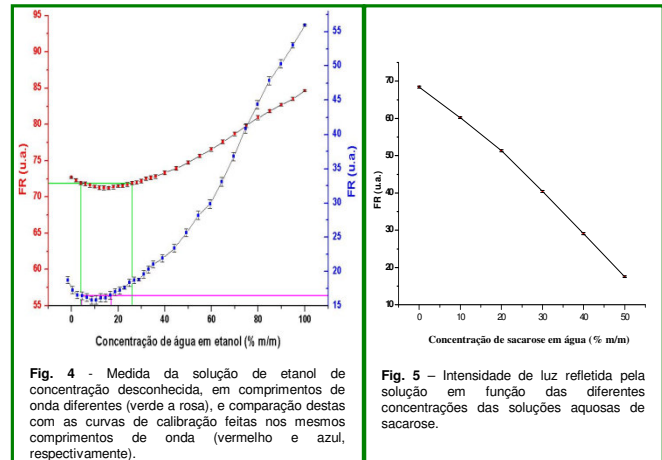 95
90
85
80
75
70
65
60
55
FR (u.a.)
55
50
45
40
35
30
25
20
15
FR (u.a.)
0 20 40 60 80 100
Concentração de água em etanol (% m/m)
Fig. 4 - Medida da solução de etanol de
concentração desconhecida, em comprimentos de
onda diferentes (verde a rosa), e comparação destas
com as curvas de calibração feitas nos mesmos
comprimentos de onda (vermelho e azul,
respectivamente).
70
60
50
40
30
20
10
FR (u.a.)
0 10 20 30 40 50
Concentração de sacarose em água (% m/m)
Fig. 5 – Intensidade de luz refletida pela
solução em função das diferentes
concentrações das soluções aquosas de
sacarose.